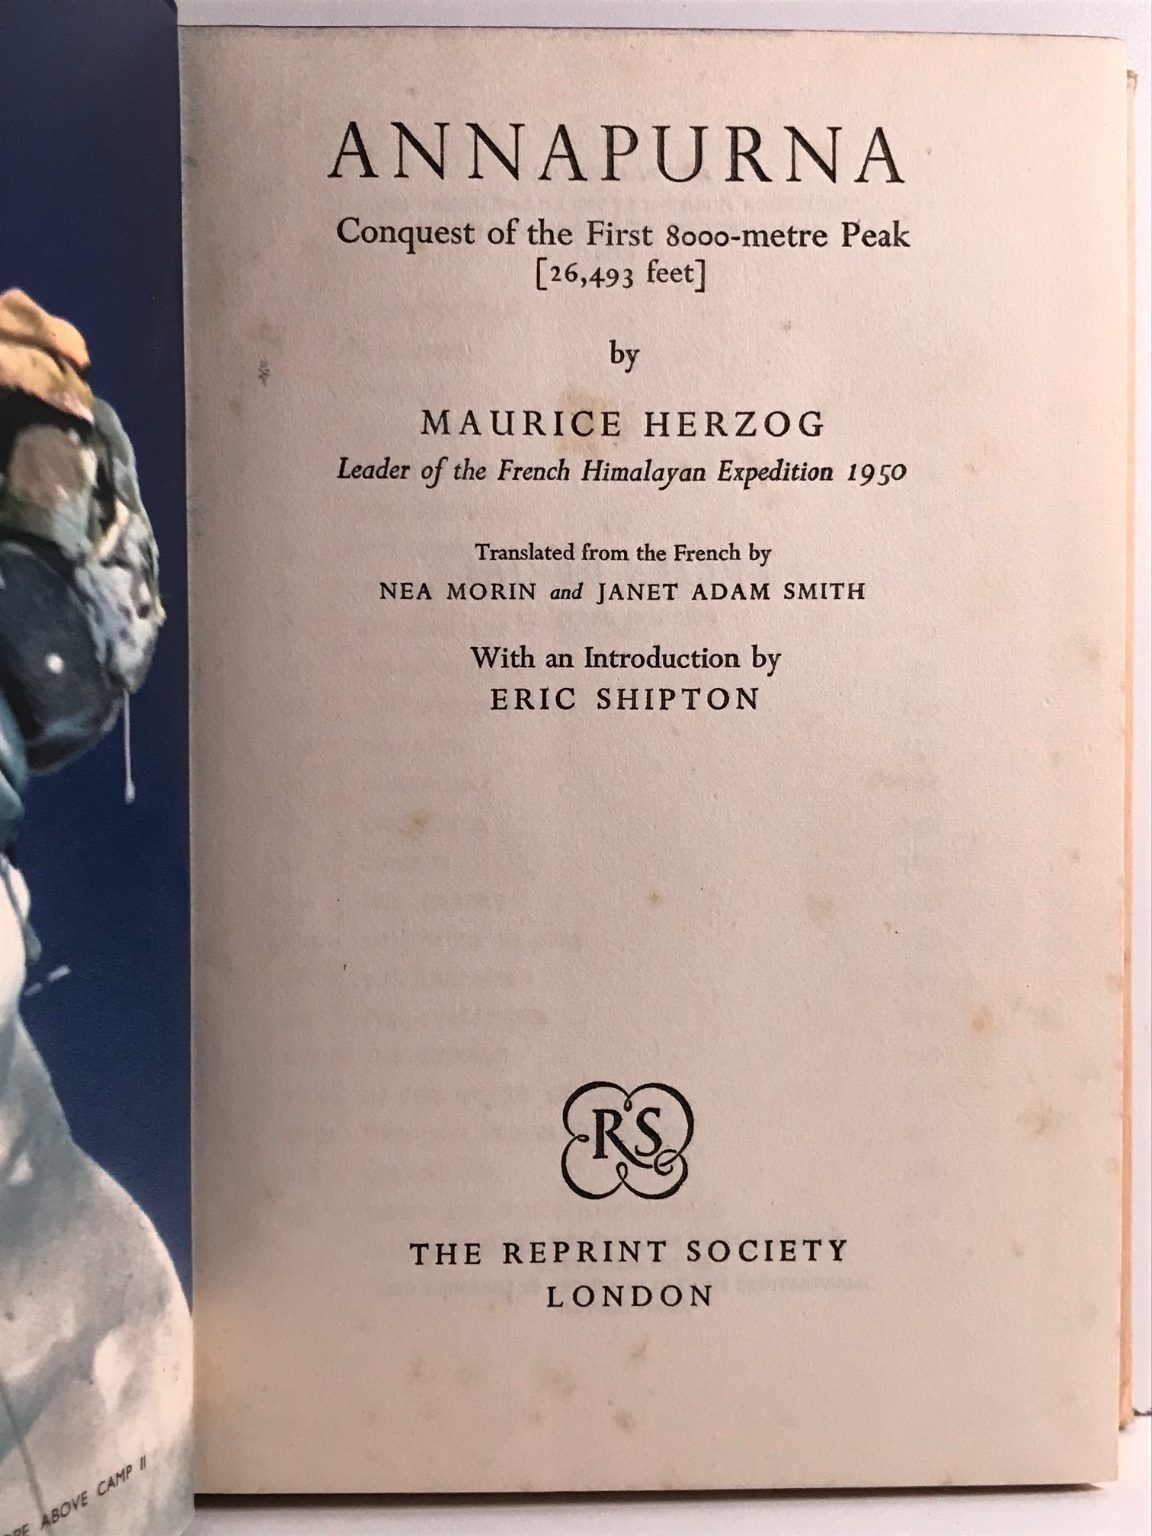 ANNAPURNA
Conquest of the First 8000-metre Peak
[26,493 feet]
by
MAURICE HERZOG
Leader of the French Himalayan Expedition 1950
Translated from the French by
NEA MORIN and JANET ADAM SMITH
With an Introduction by
ERIC SHIPTON
RS
THE REPRINT SOCIETY
LONDON
ABOVE CAMP II